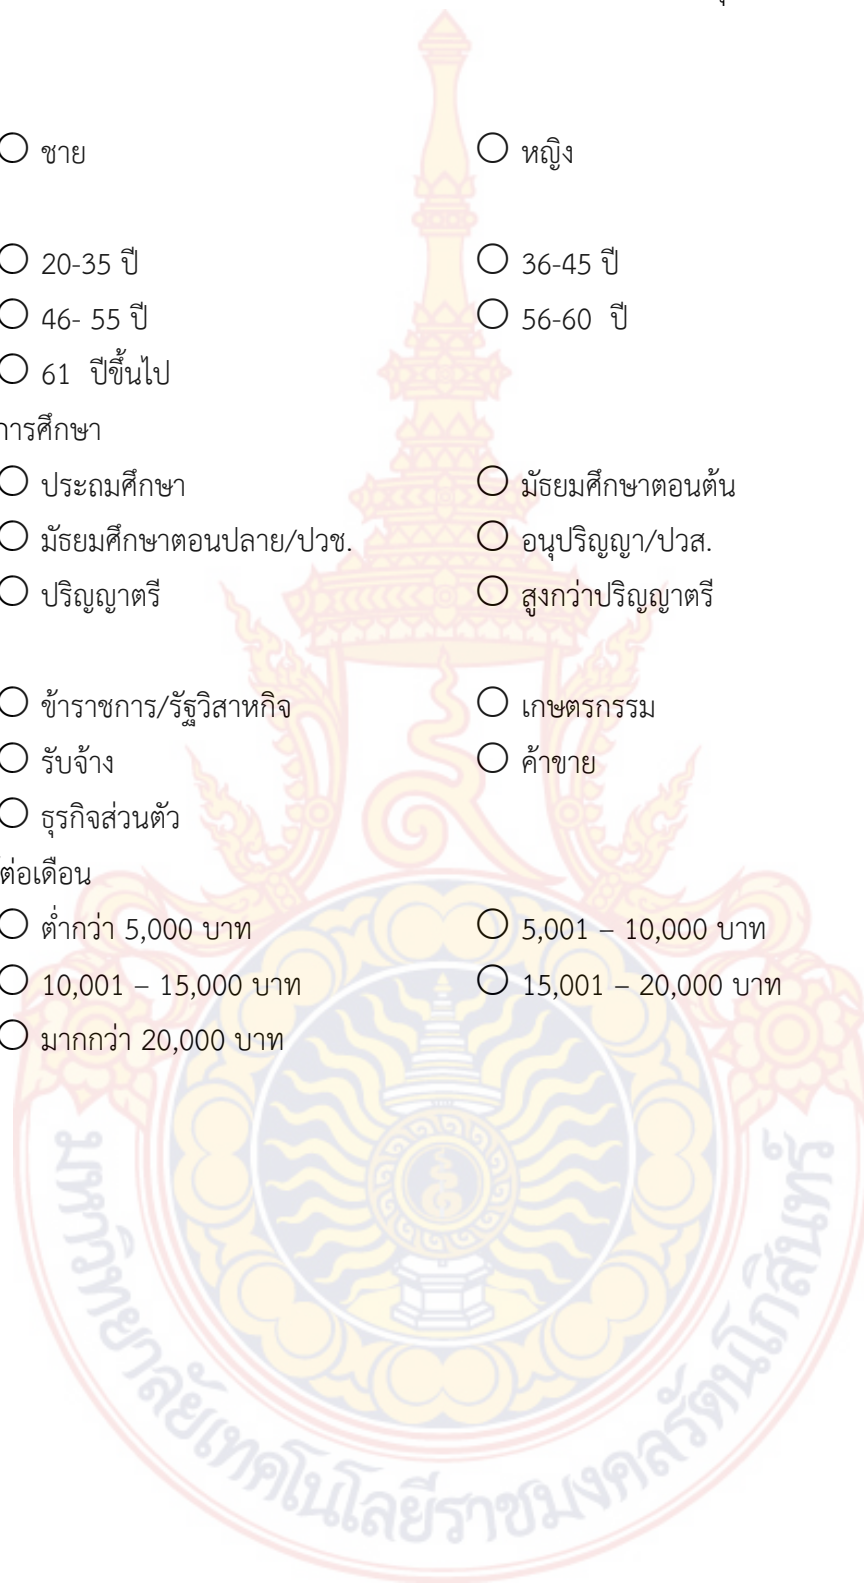 ○ ชาย ○ หญิง
○ 20-35 ปี ○ 36-45 ปี
○ 46- 55 ปี ○ 56-60 ปี
○ 61 ปีขึ้นไป
การศึกษา
○ ประถมศึกษา ○ มัธยมศึกษาตอนต้น
○ มัธยมศึกษาตอนปลาย/ปวช. ○ อนุปริญญา/ปวส.
○ ปริญญาตรี ○ สูงกว่าปริญญาตรี
○ ข้าราชการ/รัฐวิสาหกิจ ○ เกษตรกรรม
○ รับจ้าง ○ ค้าขาย
○ ธุรกิจส่วนตัว
ต่อเดือน
○ ต่ำกว่า 5,000 บาท ○ 5,001 – 10,000 บาท
○ 10,001 – 15,000 บาท ○ 15,001 – 20,000 บาท
○ มากกว่า 20,000 บาท
มหาวิทยาลัยเทคโนโลยีราชมงคลรัตนโกสินทร์